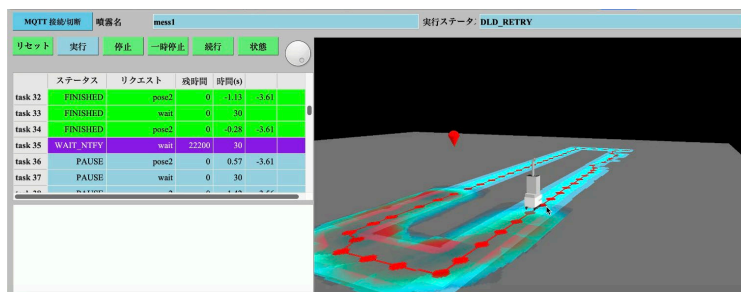 MQTT 接続/切断 噴霧名 mess1 実行ステータ: DLD_RETRY
リセット 実行 停止 一時停止 続行 状態
ステータス リクエスト 残時間 時間(s)
task 32 FINISHED pose2 0 -1.13 -3.61
task 33 FINISHED wait 0 30
task 34 FINISHED pose2 0 -0.28 -3.61
task 35 WAIT_NTFY wait 22200 30
task 36 PAUSE pose2 0 0.57 -3.61
task 37 PAUSE wait 0 30